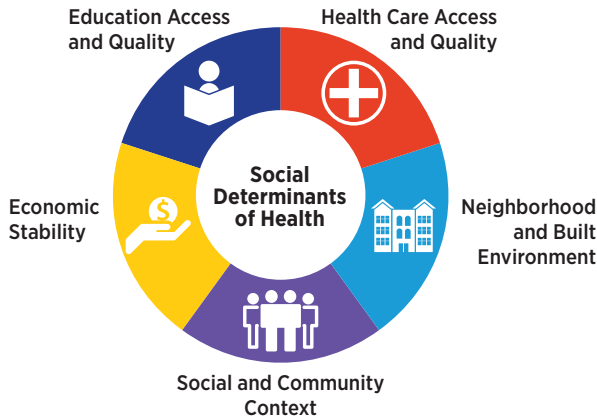 Education Access
and Quality
Health Care Access
and Quality
Social
Determinants
of Health
$
Economic
Stability
Neighborhood
and Built
Environment
Social and Community
Context